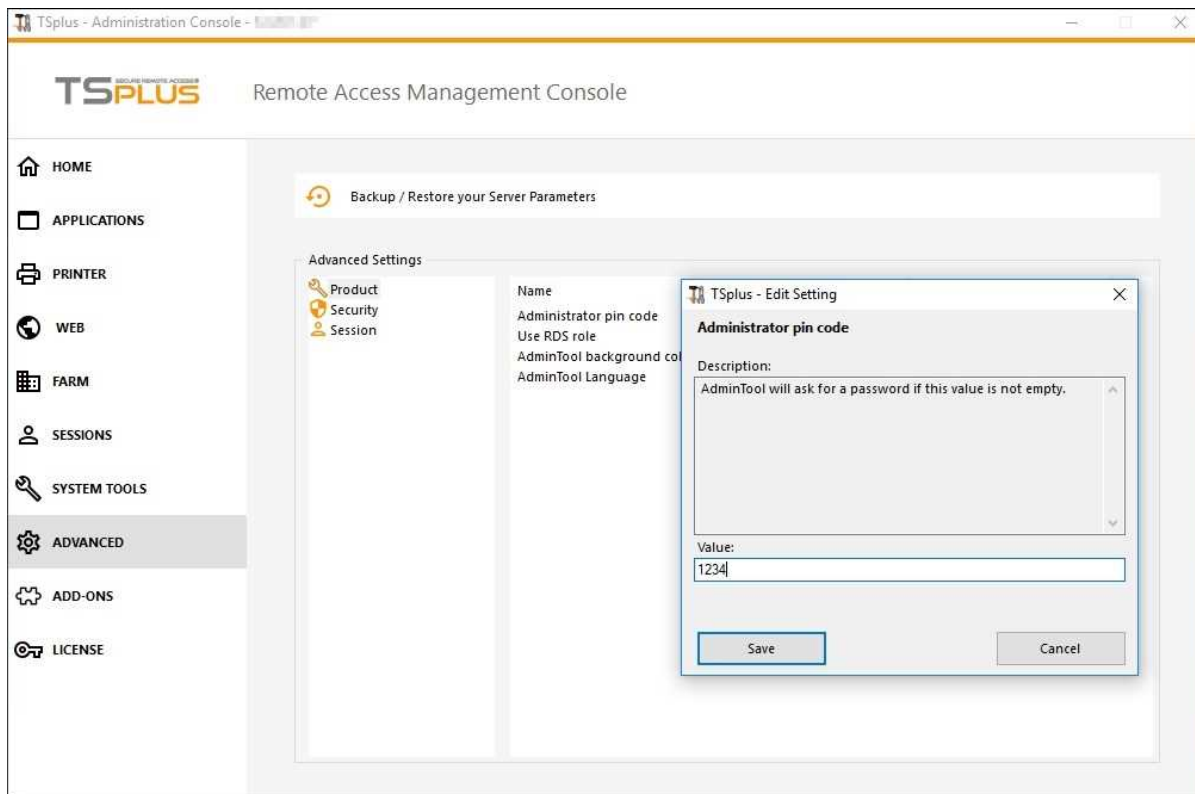 TSplus - Administration Console -
TSPLUS SECURE REMOTE ACCESS
Remote Access Management Console
HOME
APPLICATIONS
PRINTER
WEB
FARM
SESSIONS
SYSTEM TOOLS
ADVANCED
ADD-ONS
LICENSE
Backup / Restore your Server Parameters
Advanced Settings
Product
Security
Session
Name
Administrator pin code
Use RDS role
AdminTool background col
AdminTool Language
TSplus - Edit Setting
Administrator pin code
Description:
AdminTool will ask for a password if this value is not empty.
Value:
1234
Save
Cancel